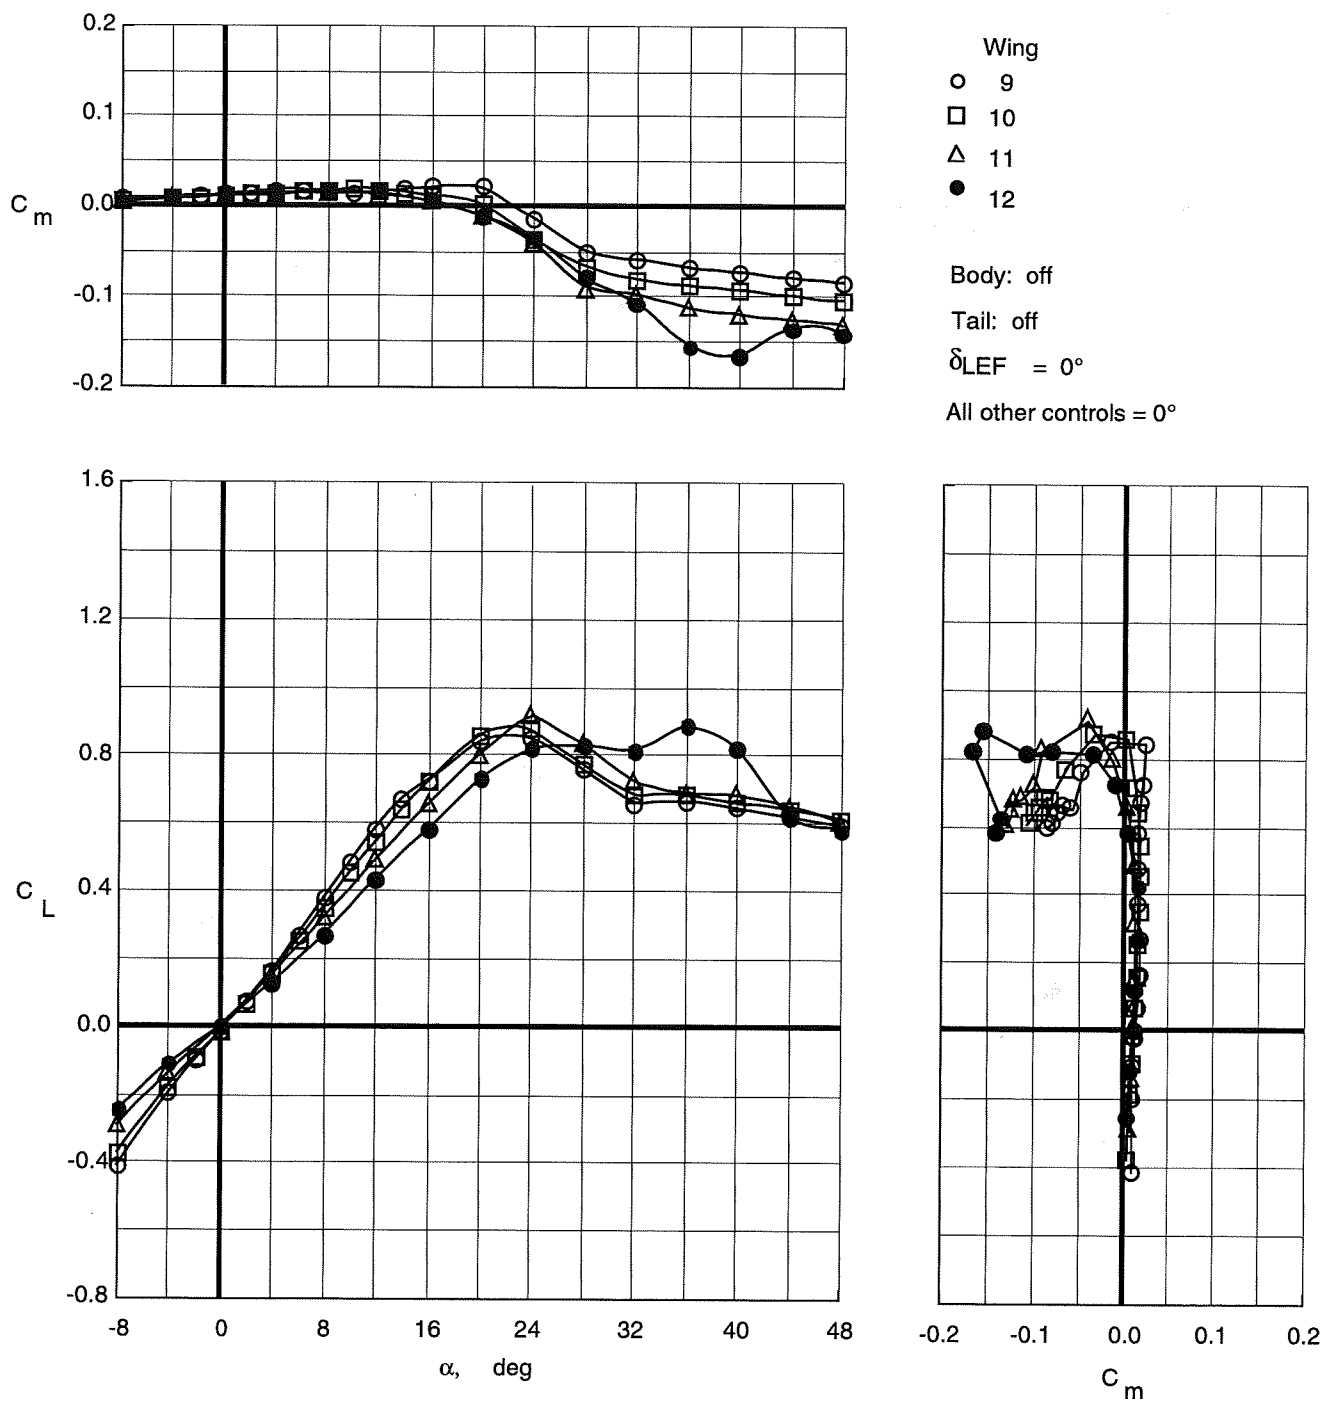 0.2
0.1
0.0
-0.1
-0.2
C m
Wing
9
10
11
12
Body: off
Tail: off
δLEF = 0°
All other controls = 0°
1.6
1.2
0.8
0.4
0.0
-0.4
-0.8
C L
-8 0 8 16 24 32 40 48
α, deg
-0.2 -0.1 0.0 0.1 0.2
C m